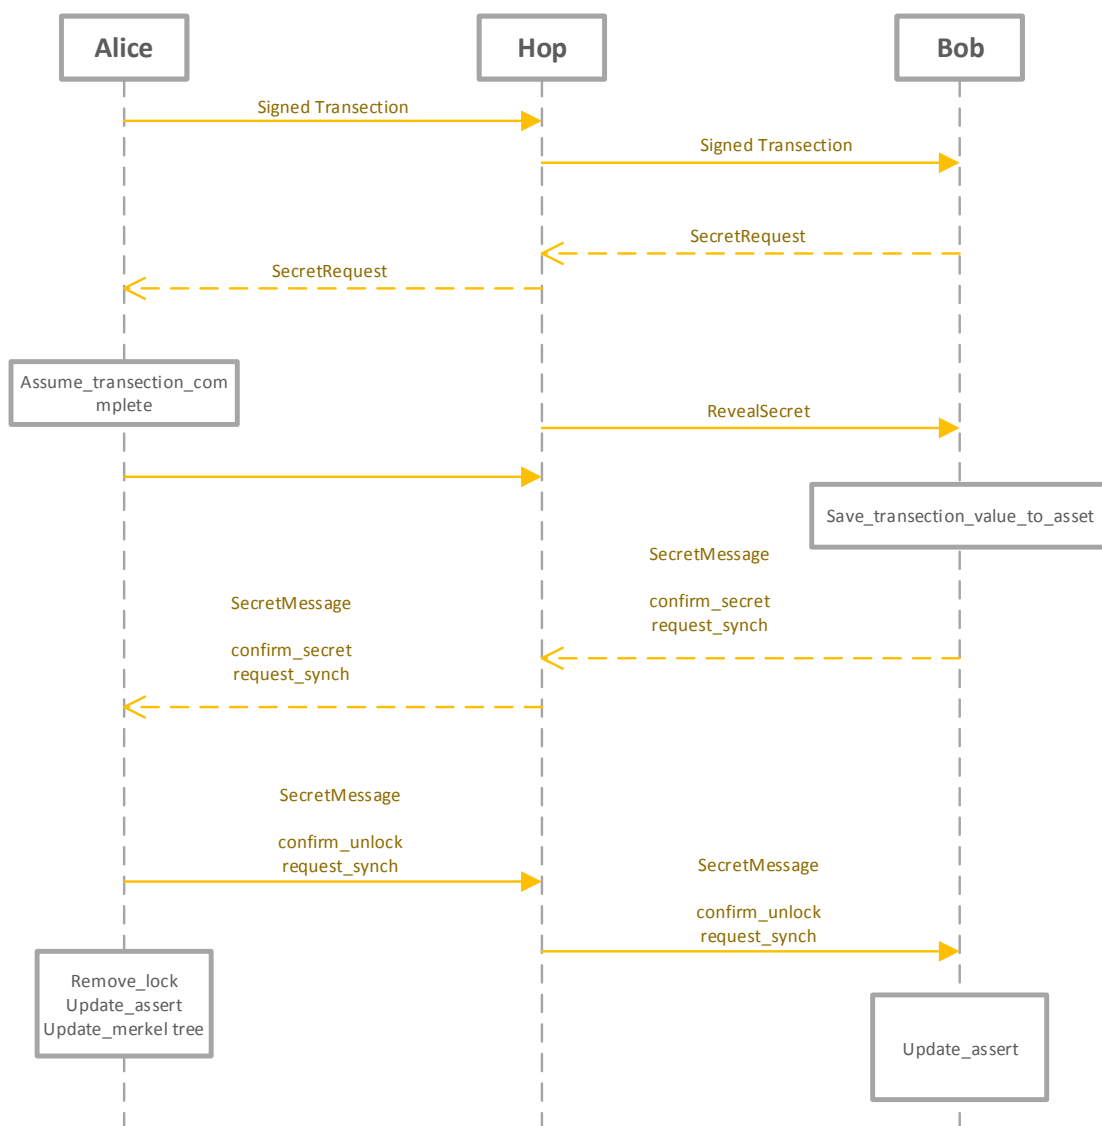 Alice
Hop
Bob
Signed Transection
Signed Transection
SecretRequest
SecretRequest
Assume_transection_com
mplete
RevealSecret
Save_transection_value_to_asset
SecretMessage
confirm_secret
request_synch
SecretMessage
confirm_secret
request_synch
SecretMessage
confirm_unlock
request_synch
SecretMessage
confirm_unlock
request_synch
Remove_lock
Update_assert
Update_merkel tree
Update_assert